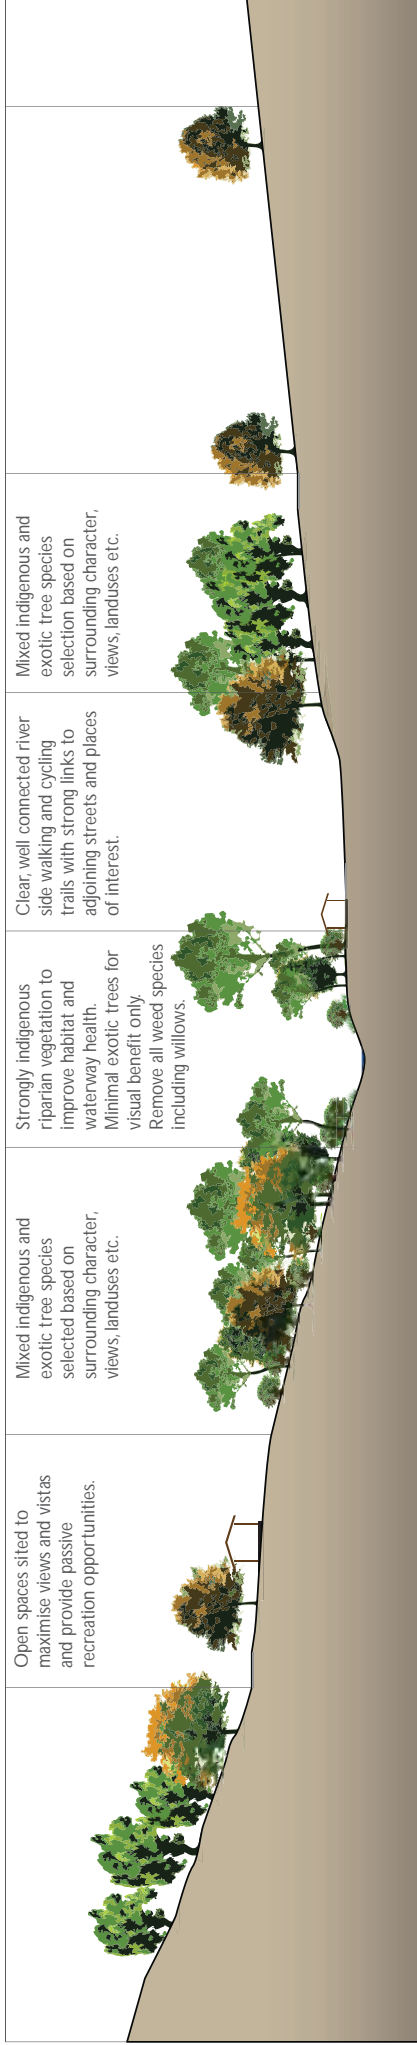 Open spaces sited to
maximise views and vistas
and provide passive
recreation opportunities.
Mixed indigenous and
exotic tree species
selected based on
surrounding character,
views, landuses etc.
Strongly indigenous
riparian vegetation to
improve habitat and
waterway health.
Minimal exotic trees for
visual benefit only.
Remove all weed species
including willows.
Clear, well connected river
side walking and cycling
trails with strong links to
adjoining streets and places
of interest.
Mixed indigenous and
exotic tree species
selection based on
surrounding character,
views, landuses etc.